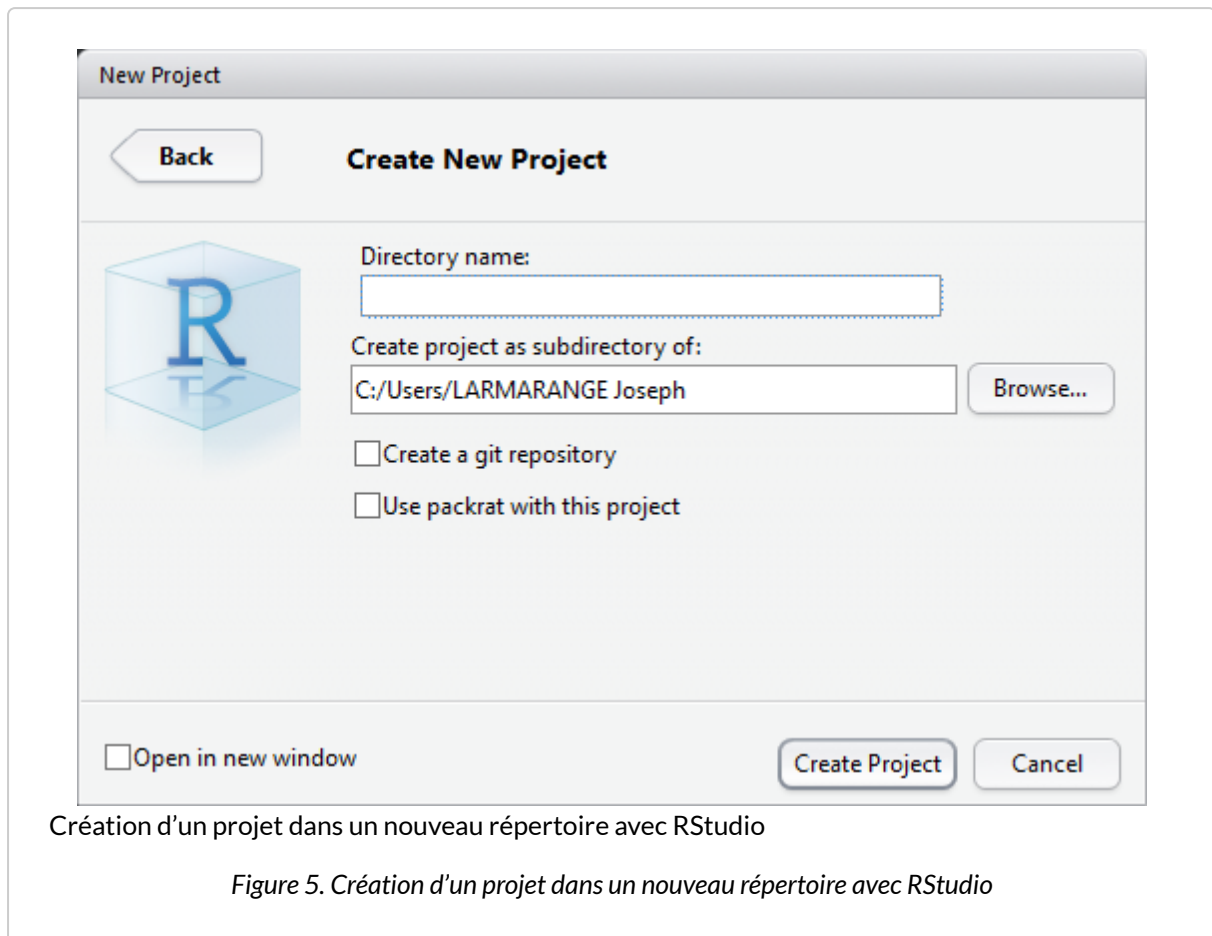 New Project
Back
Create New Project
R
Directory name:
Create project as subdirectory of:
C:/Users/LARMARANGE Joseph
Browse...
Create a git repository
Use packrat with this project
Open in new window
Create Project
Cancel
Création d'un projet dans un nouveau répertoire avec RStudio
Figure 5. Création d'un projet dans un nouveau répertoire avec RStudio